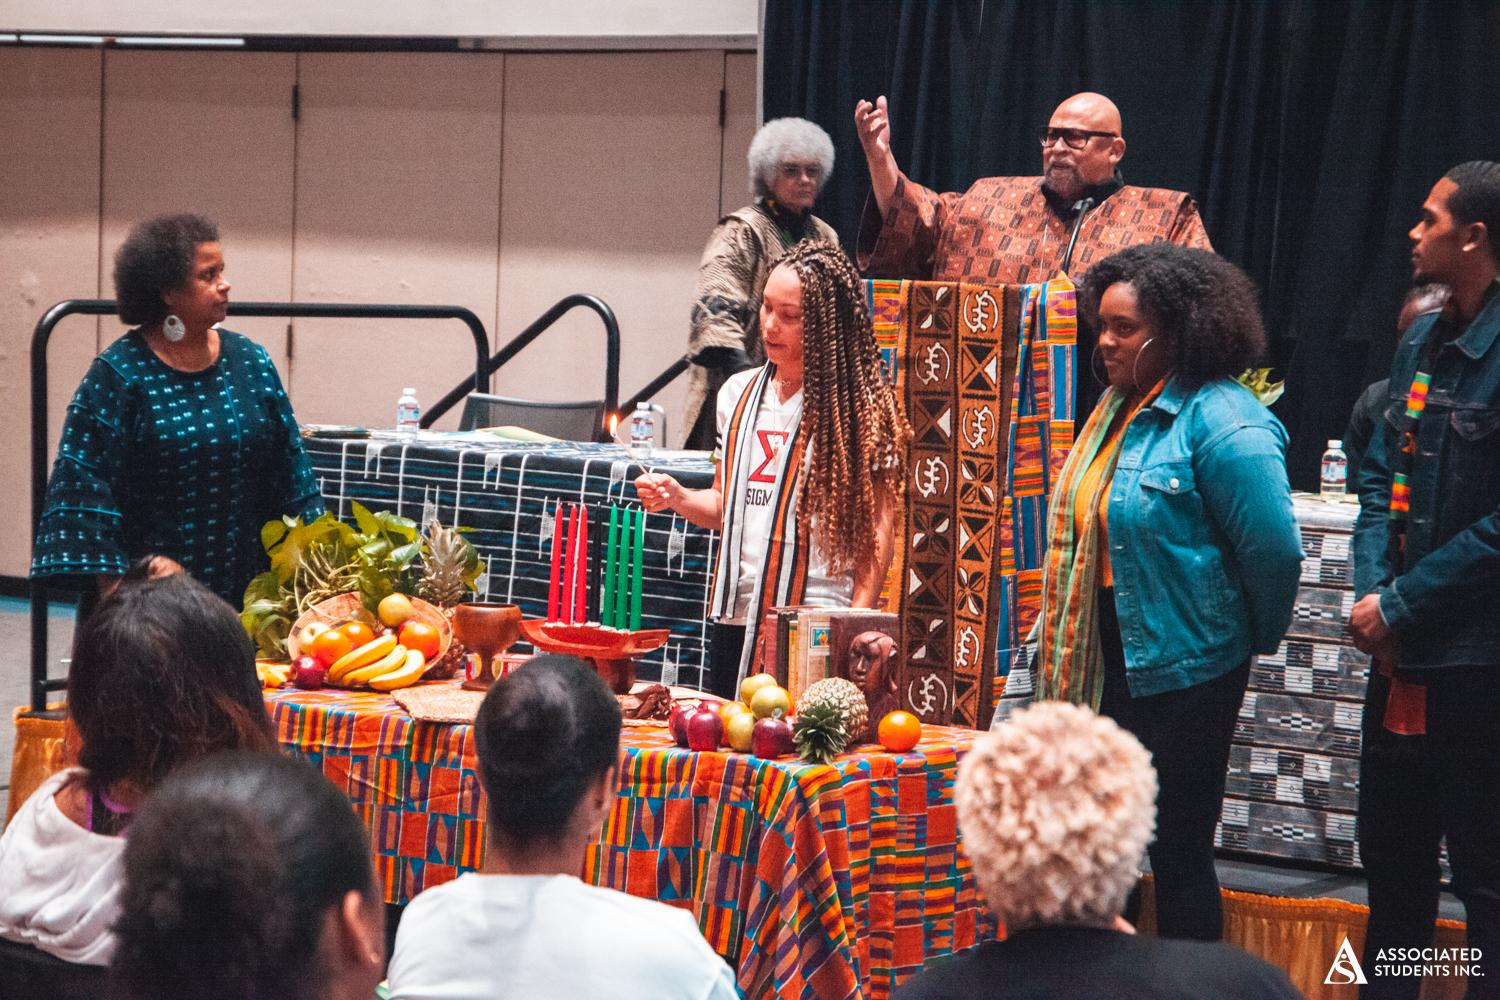 Σ
SIGM
ASSOCIATED
STUDENTS INC.